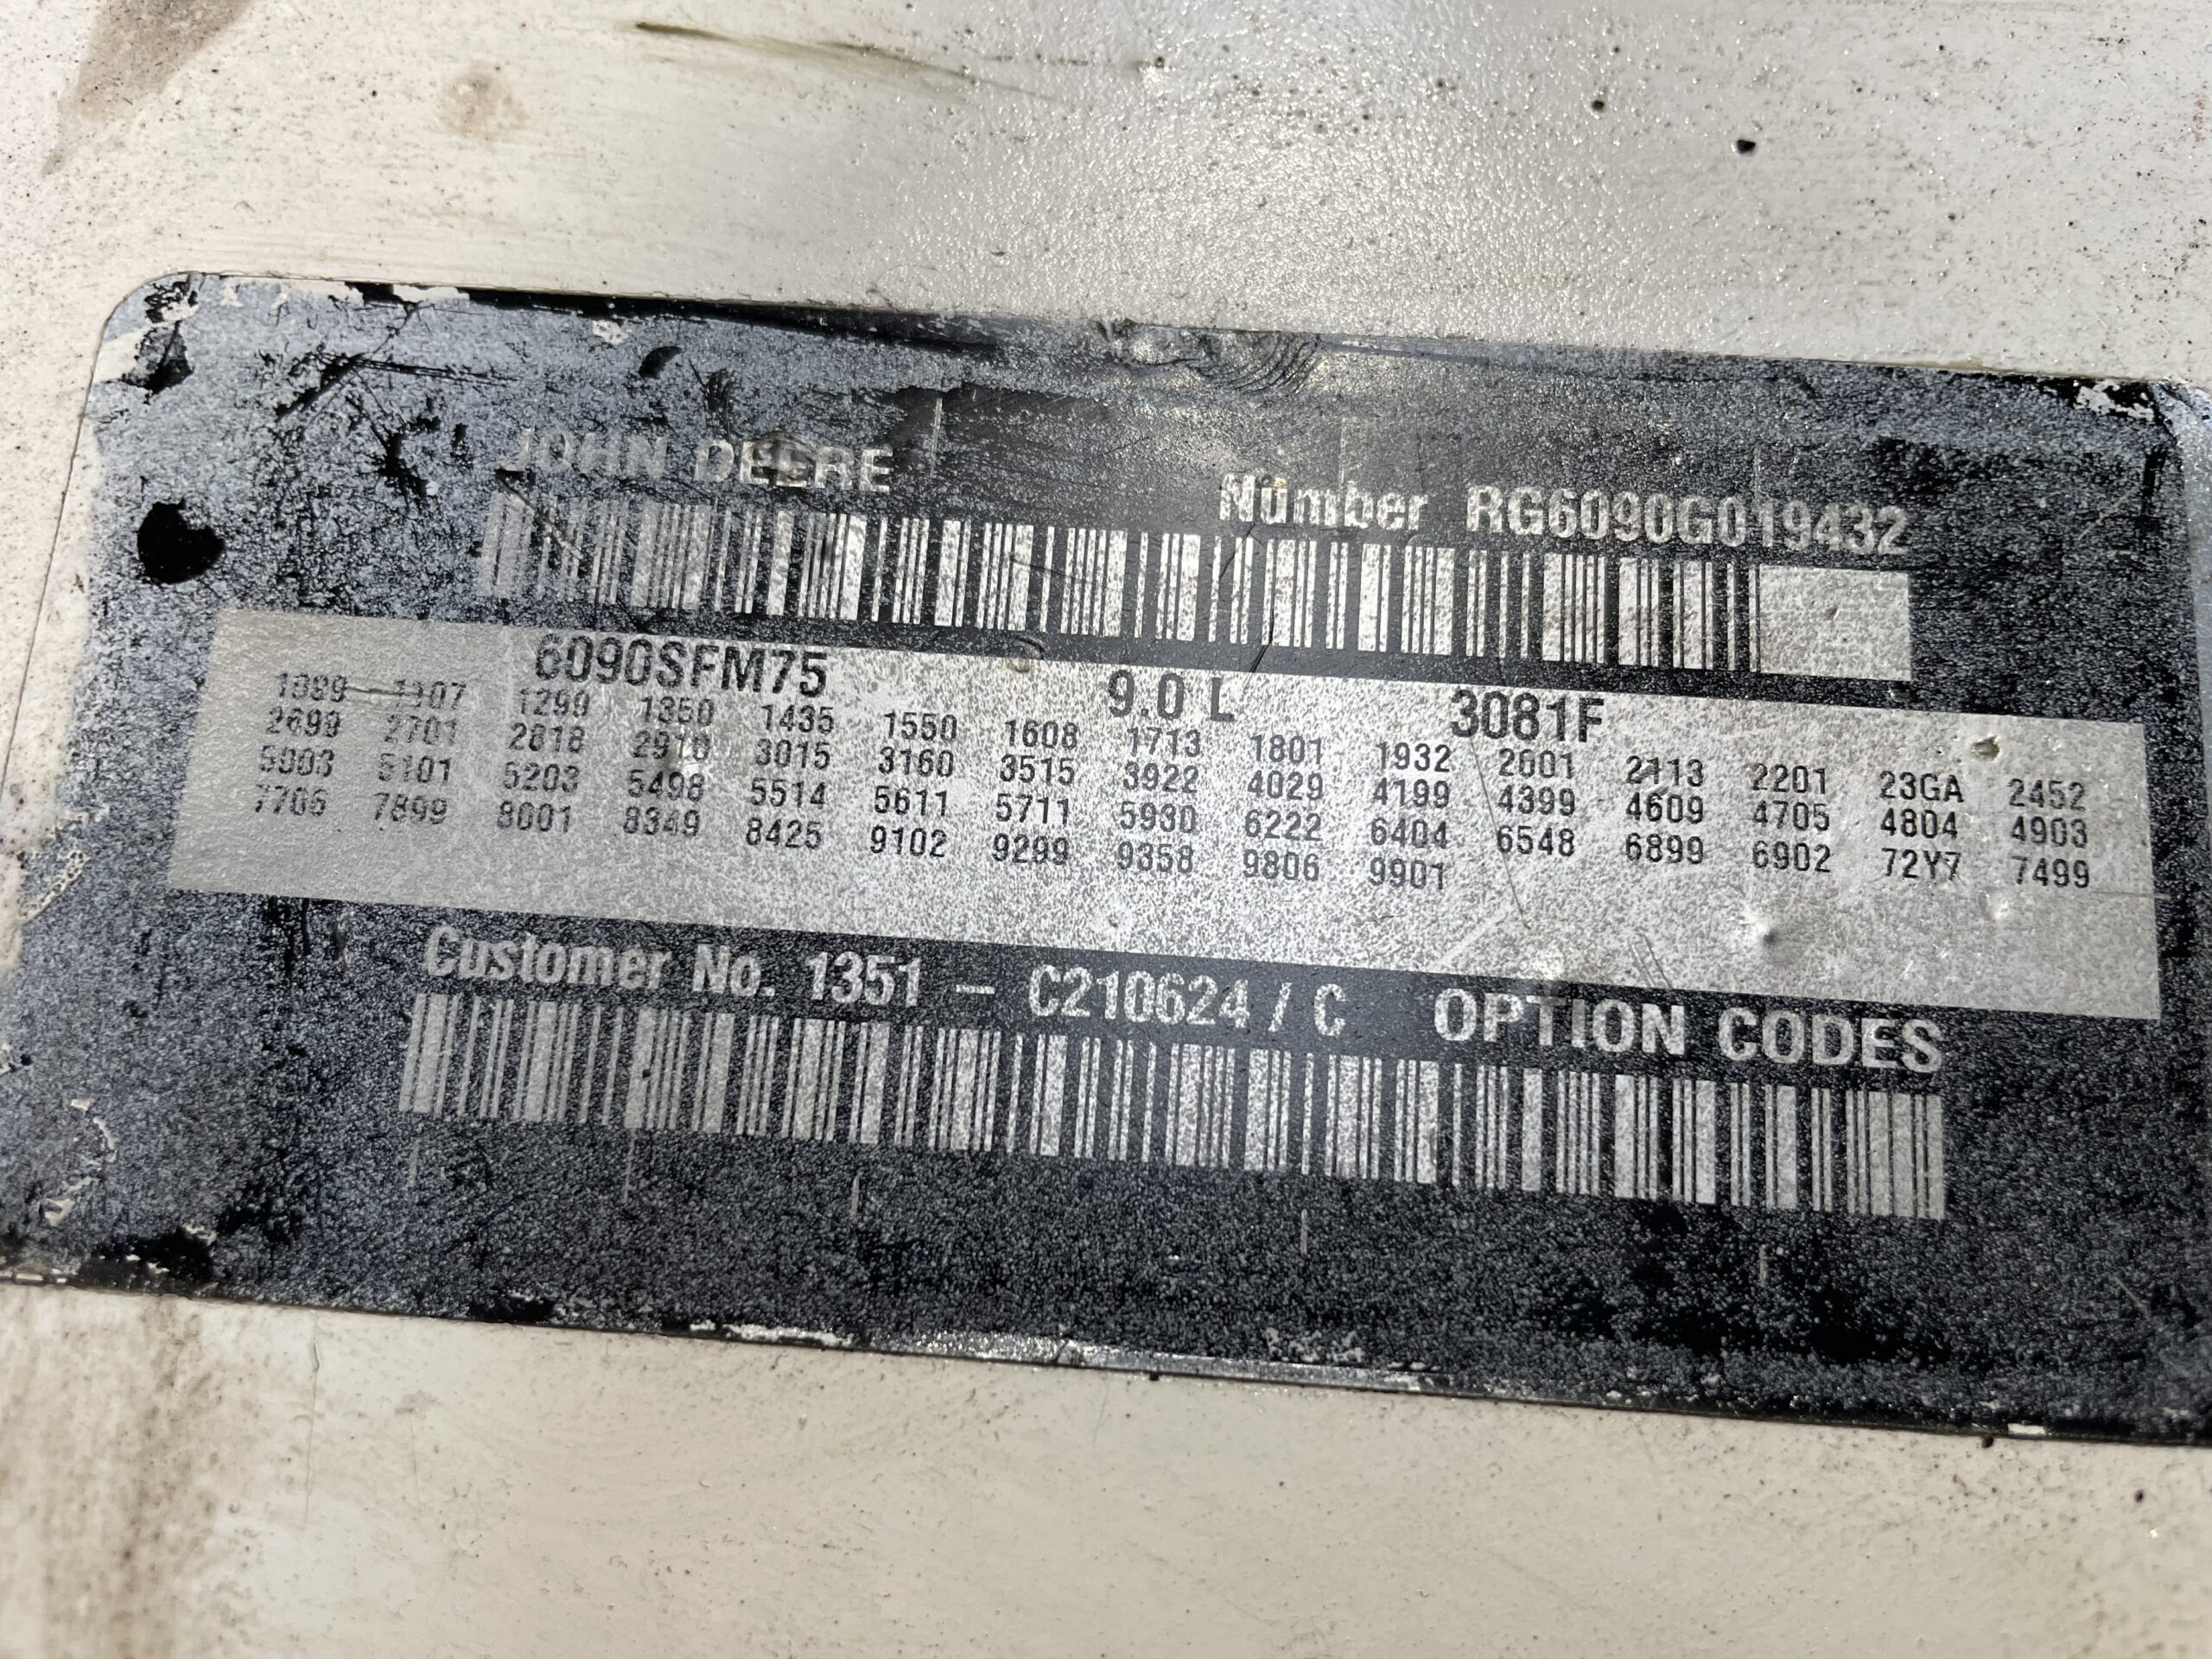 JOHN DEERE
Number RG6090G019432
6090SFM75 9.0 L 3081F
1099 1107 1299 1350 1435 1550 1608 1713 1801 1932 2001 2113 2201 23GA 2452
2699 2701 2818 2910 3015 3160 3515 3922 4029 4199 4399 4609 4705 4804 4903
5008 5101 5203 5498 5514 5611 5711 5930 6222 6404 6548 6899 6902 72Y7 7499
7706 7899 8001 8349 8425 9102 9299 9358 9806 9901
Customer No. 1351 – C210624 / C OPTION CODES